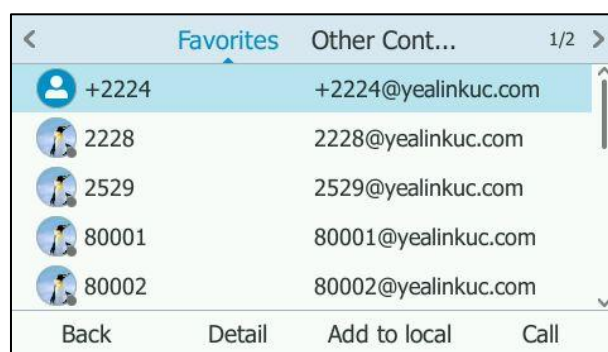 Favorites Other Cont... 1/2
+2224 +2224@yealinkuc.com
2228 2228@yealinkuc.com
2529 2529@yealinkuc.com
80001 80001@yealinkuc.com
80002 80002@yealinkuc.com
Back Detail Add to local Call